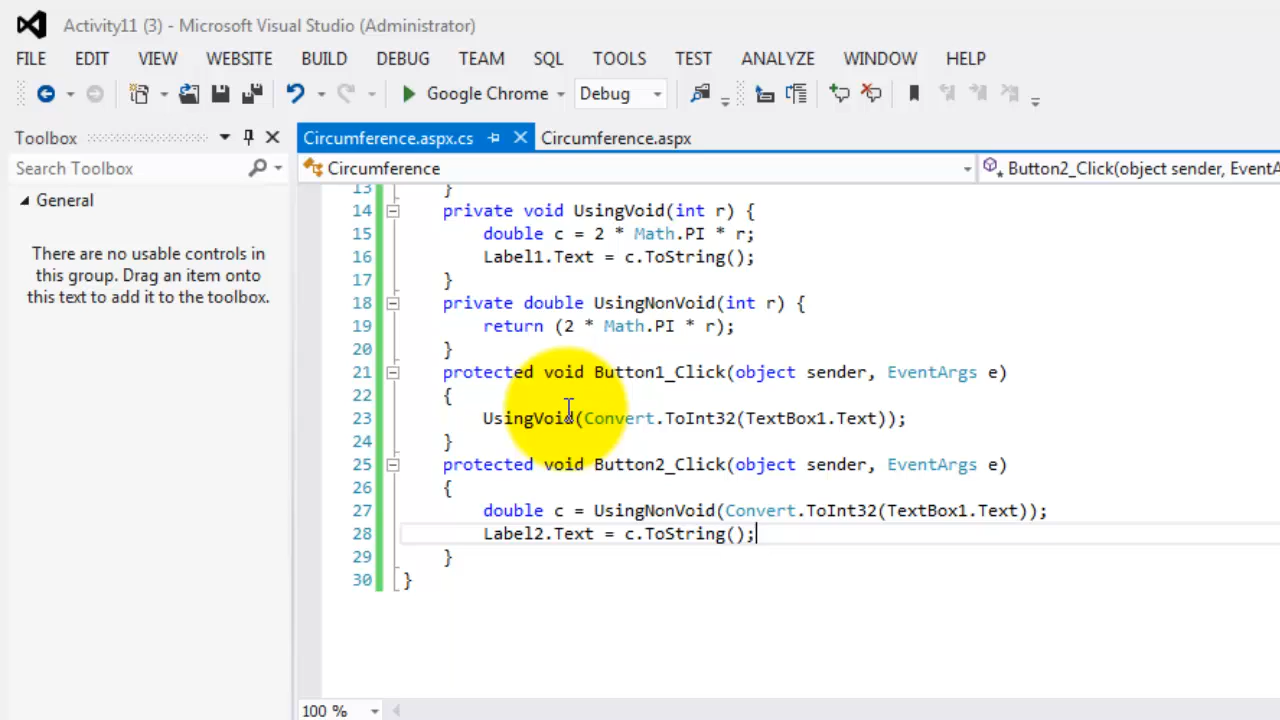 Activity11 (3) - Microsoft Visual Studio (Administrator)
FILE EDIT VIEW WEBSITE BUILD DEBUG TEAM SQL TOOLS TEST ANALYZE WINDOW HELP
Google Chrome Debug
Toolbox Circumference.aspx.cs Circumference.aspx
Search Toolbox Circumference Button2_Click(object sender, EventA
General
There are no usable controls in
this group. Drag an item onto
this text to add it to the toolbox.
13 }
14 private void UsingVoid(int r) {
15 double c = 2 * Math.PI * r;
16 Label1.Text = c.ToString();
17 }
18 private double UsingNonVoid(int r) {
19 return (2 * Math.PI * r);
20 }
21 protected void Button1_Click(object sender, EventArgs e)
22 {
23 UsingVoid(Convert.ToInt32(TextBox1.Text));
24 }
25 protected void Button2_Click(object sender, EventArgs e)
26 {
27 double c = UsingNonVoid(Convert.ToInt32(TextBox1.Text));
28 Label2.Text = c.ToString();
29 }
30 }
100 %